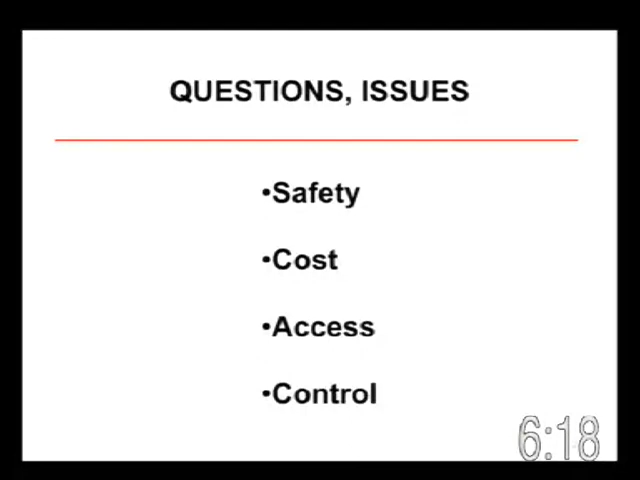 QUESTIONS, ISSUES
•Safety
•Cost
•Access
•Control
6:18